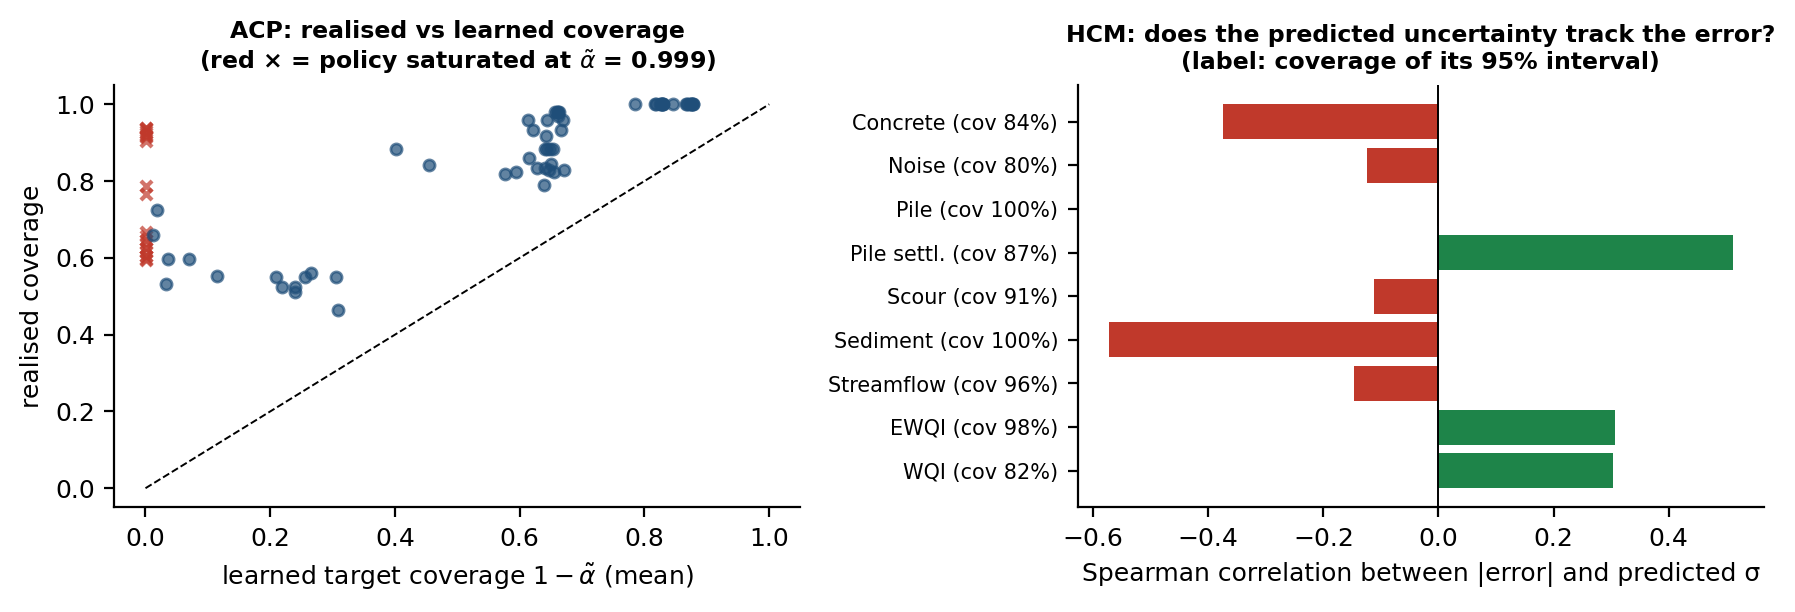 ACP: realised vs learned coverage
(red × = policy saturated at α̃ = 0.999)
realised coverage
1.0
0.8
0.6
0.4
0.2
0.0
0.0 0.2 0.4 0.6 0.8 1.0
learned target coverage 1 − α̃ (mean)
HCM: does the predicted uncertainty track the error?
(label: coverage of its 95% interval)
Concrete (cov 84%)
Noise (cov 80%)
Pile (cov 100%)
Pile settl. (cov 87%)
Scour (cov 91%)
Sediment (cov 100%)
Streamflow (cov 96%)
EWQI (cov 98%)
WQI (cov 82%)
−0.6 −0.4 −0.2 0.0 0.2 0.4
Spearman correlation between |error| and predicted σ